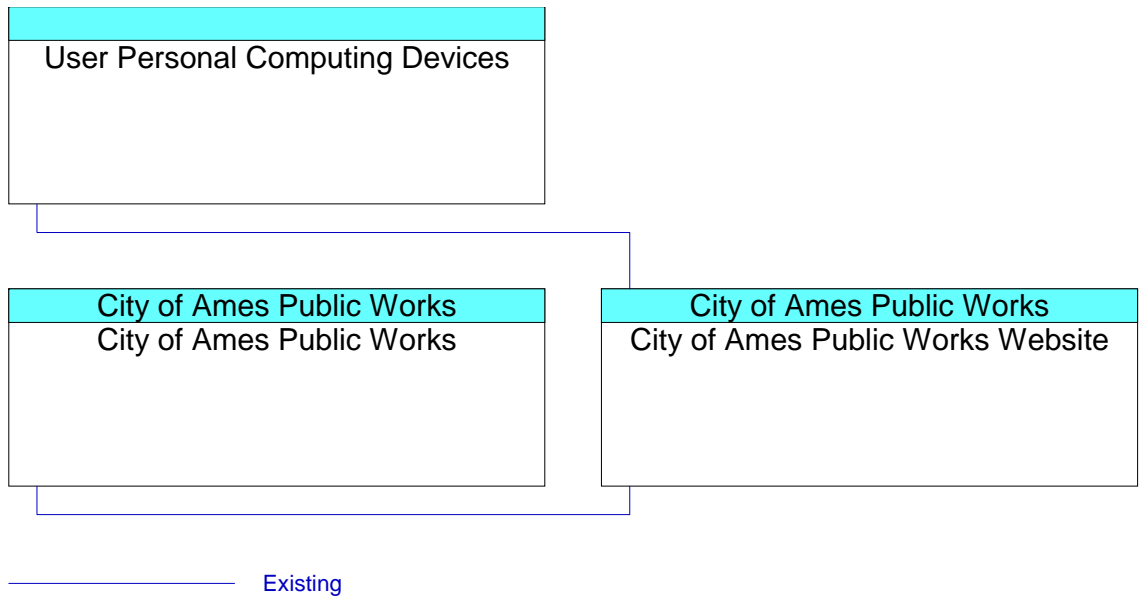 User Personal Computing Devices
City of Ames Public Works
City of Ames Public Works
City of Ames Public Works
City of Ames Public Works Website
Existing